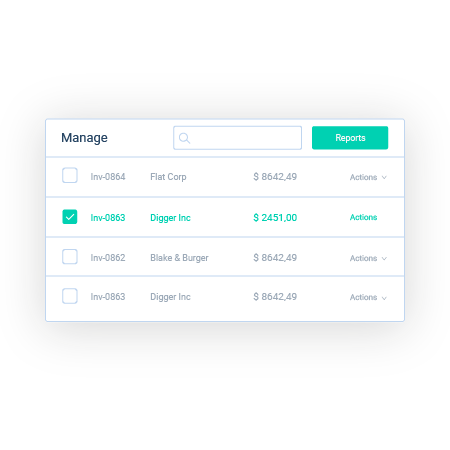 Manage Reports
Inv-0864 Flat Corp $ 8642,49 Actions
Inv-0863 Digger Inc $ 2451,00 Actions
Inv-0862 Blake & Burger $ 8642,49 Actions
Inv-0863 Digger Inc $ 8642,49 Actions